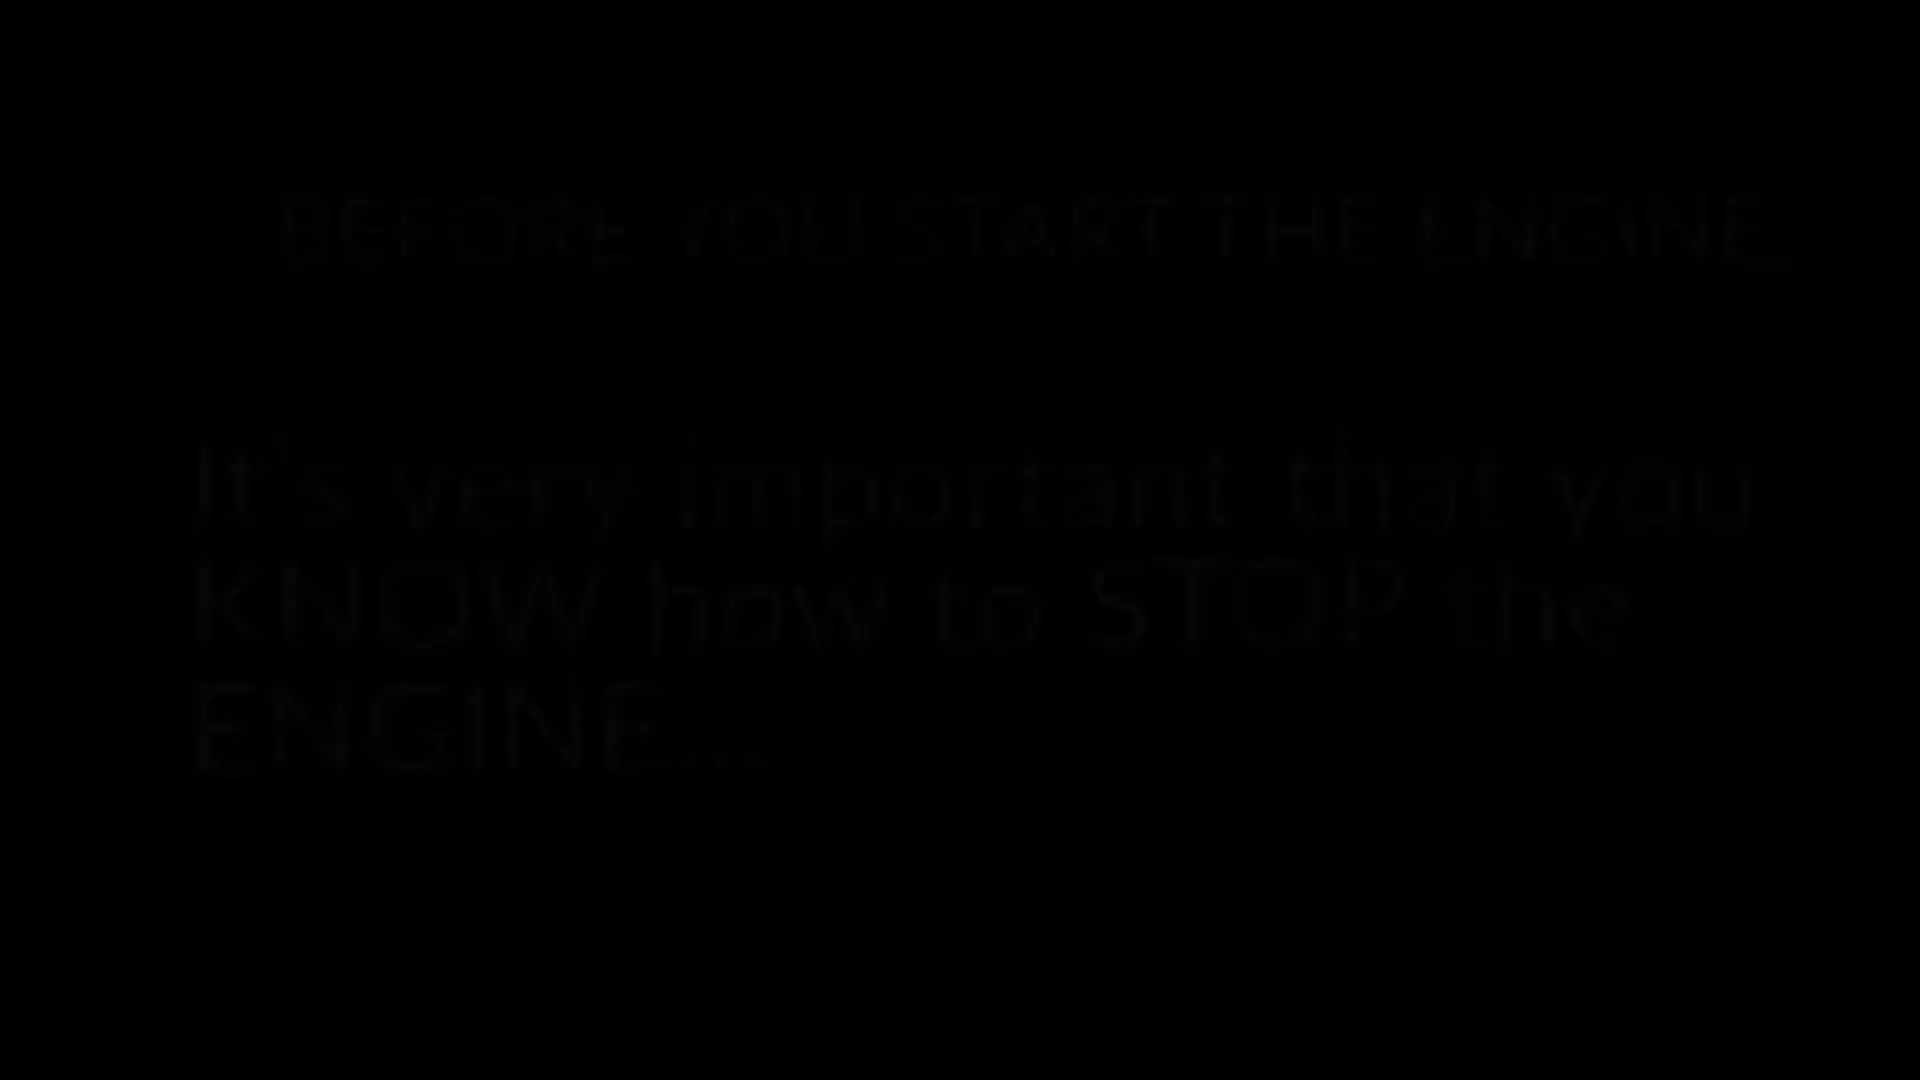 BEFORE YOU START THE ENGINE
It's very important that you
KNOW how to STOP the
ENGINE...